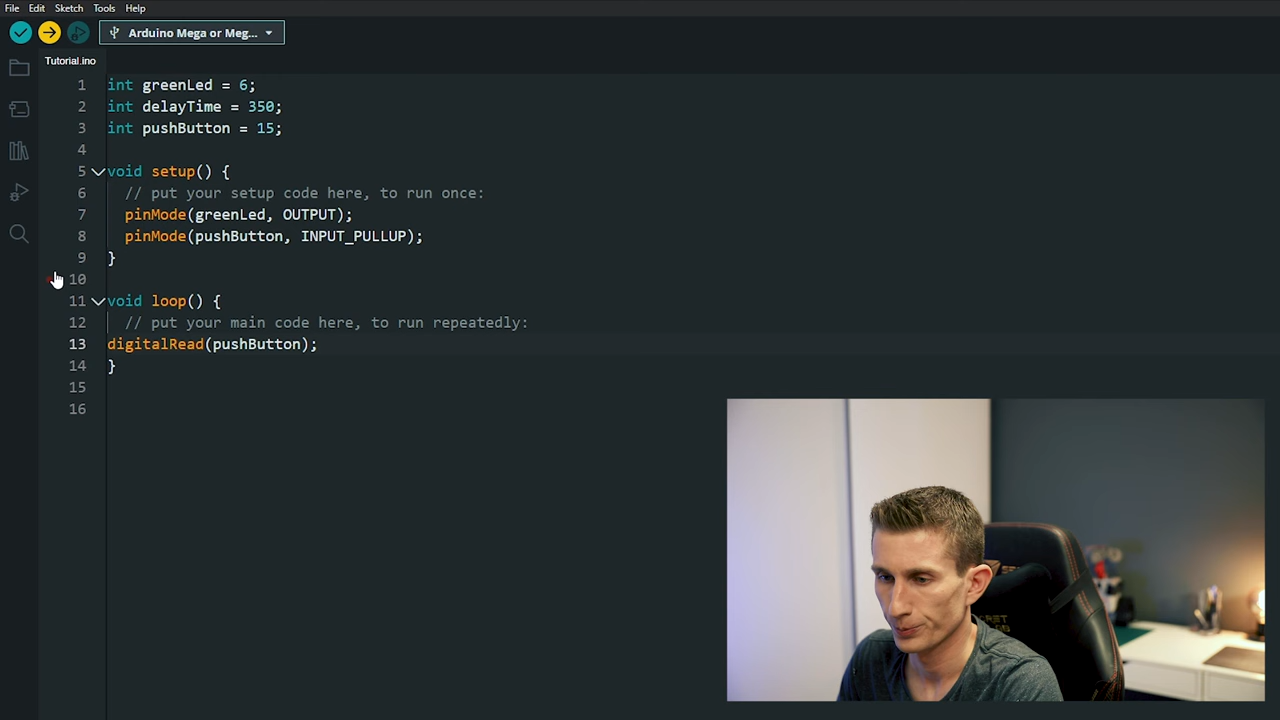 File Edit Sketch Tools Help
Arduino Mega or Meg...
Tutorial.ino
1 int greenLed = 6;
2 int delayTime = 350;
3 int pushButton = 15;
4
5 void setup() {
6 // put your setup code here, to run once:
7 pinMode(greenLed, OUTPUT);
8 pinMode(pushButton, INPUT_PULLUP);
9 }
10
11 void loop() {
12 // put your main code here, to run repeatedly:
13 digitalRead(pushButton);
14 }
15
16